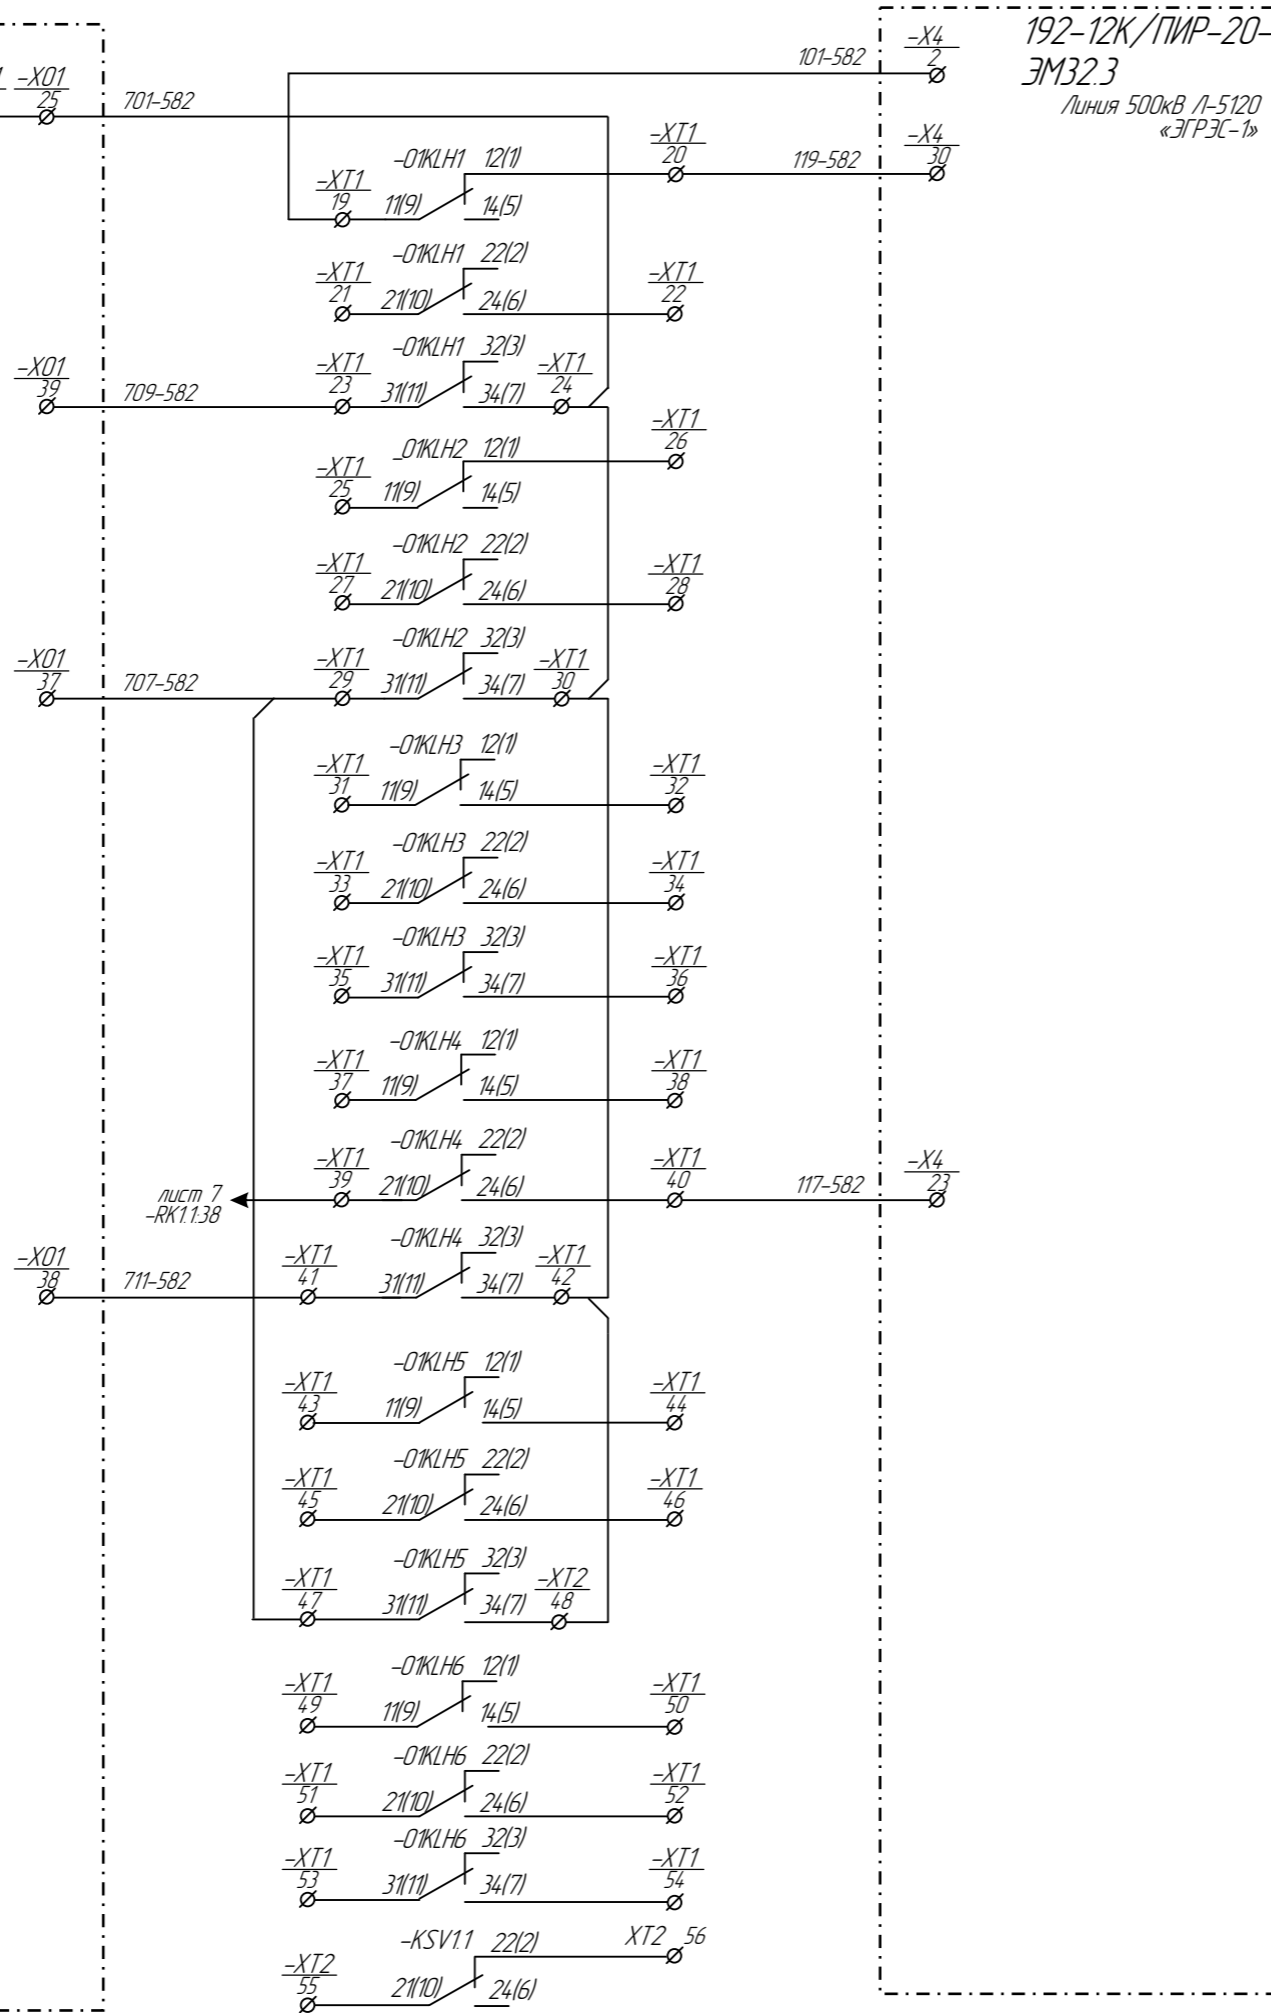 192-12К/ПИР-20-
ЭМ32.3
Линия 500кВ Л-5120
«ЭГРЭС-1»
-X4
2
101-582
-X01
25
701-582
-XT1
20
119-582
-X4
30
-01KLH1 12(1)
-XT1
19
11(9)
14(5)
-01KLH1 22(2)
-XT1
21
21(10)
24(6)
-XT1
22
-X01
39
709-582
-01KLH1 32(3)
-XT1
23
31(11)
34(7)
-XT1
24
_01KLH2 12(1)
-XT1
25
11(9)
14(5)
-XT1
26
-01KLH2 22(2)
-XT1
27
21(10)
24(6)
-XT1
28
-X01
37
707-582
-01KLH2 32(3)
-XT1
29
31(11)
34(7)
-XT1
30
-01KLH3 12(1)
-XT1
31
11(9)
14(5)
-XT1
32
-01KLH3 22(2)
-XT1
33
21(10)
24(6)
-XT1
34
-01KLH3 32(3)
-XT1
35
31(11)
34(7)
-XT1
36
-01KLH4 12(1)
-XT1
37
11(9)
14(5)
-XT1
38
лист 7
-RK1.1:38
-01KLH4 22(2)
-XT1
39
21(10)
24(6)
-XT1
40
117-582
-X4
23
-X01
38
711-582
-01KLH4 32(3)
-XT1
41
31(11)
34(7)
-XT1
42
-01KLH5 12(1)
-XT1
43
11(9)
14(5)
-XT1
44
-01KLH5 22(2)
-XT1
45
21(10)
24(6)
-XT1
46
-01KLH5 32(3)
-XT1
47
31(11)
34(7)
-XT2
48
-01KLH6 12(1)
-XT1
49
11(9)
14(5)
-XT1
50
-01KLH6 22(2)
-XT1
51
21(10)
24(6)
-XT1
52
-01KLH6 32(3)
-XT1
53
31(11)
34(7)
-XT1
54
-KSV1.1 22(2)
XT2 56
-XT2
55
21(10)
24(6)